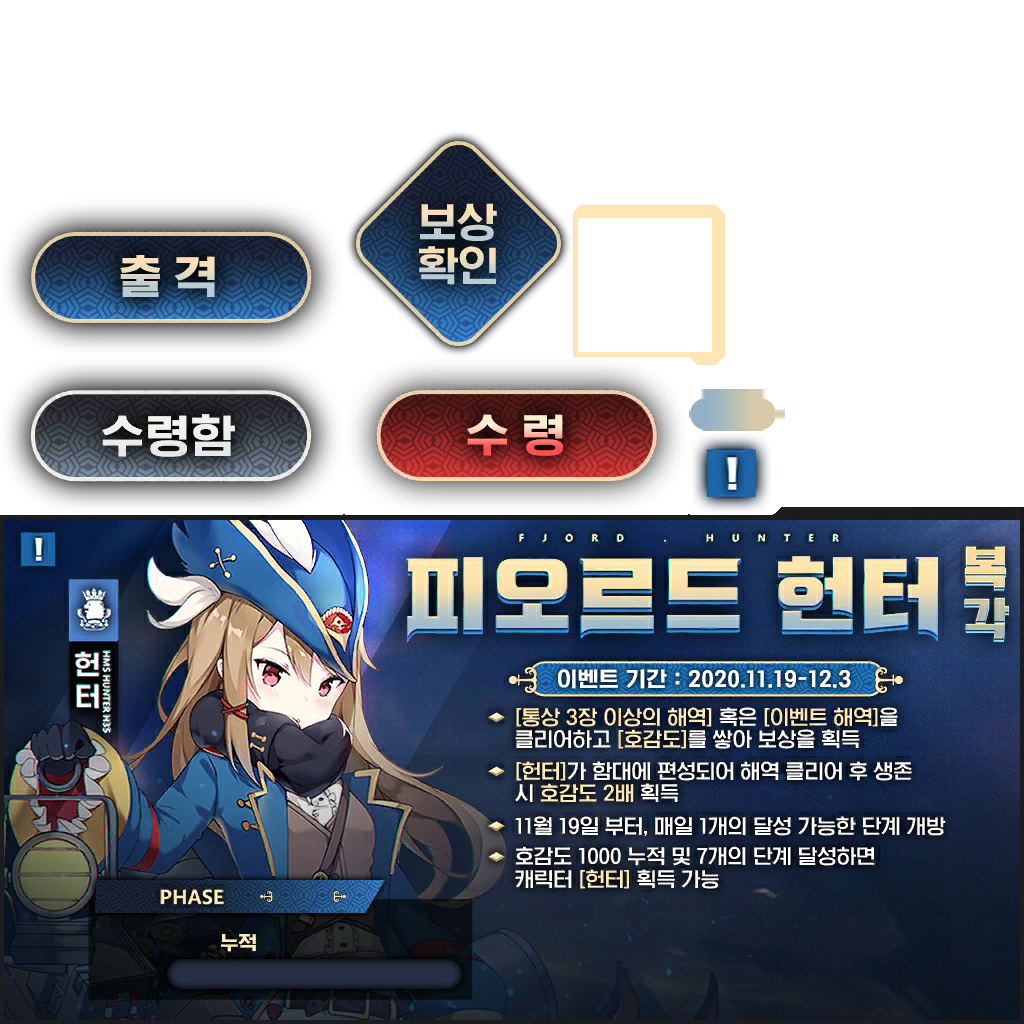 보상
확인
출 격
수령함
수 령
!
!
FJORD . HUNTER
피오르드 헌터
복각
헌터
HMS HUNTER H35
이벤트 기간 : 2020.11.19-12.3
[통상 3장 이상의 해역] 혹은 [이벤트 해역]을
클리어하고 [호감도]를 쌓아 보상을 획득
[헌터]가 함대에 편성되어 해역 클리어 후 생존
시 호감도 2배 획득
11월 19일 부터, 매일 1개의 달성 가능한 단계 개방
호감도 1000 누적 및 7개의 단계 달성하면
캐릭터 [헌터] 획득 가능
PHASE
누적